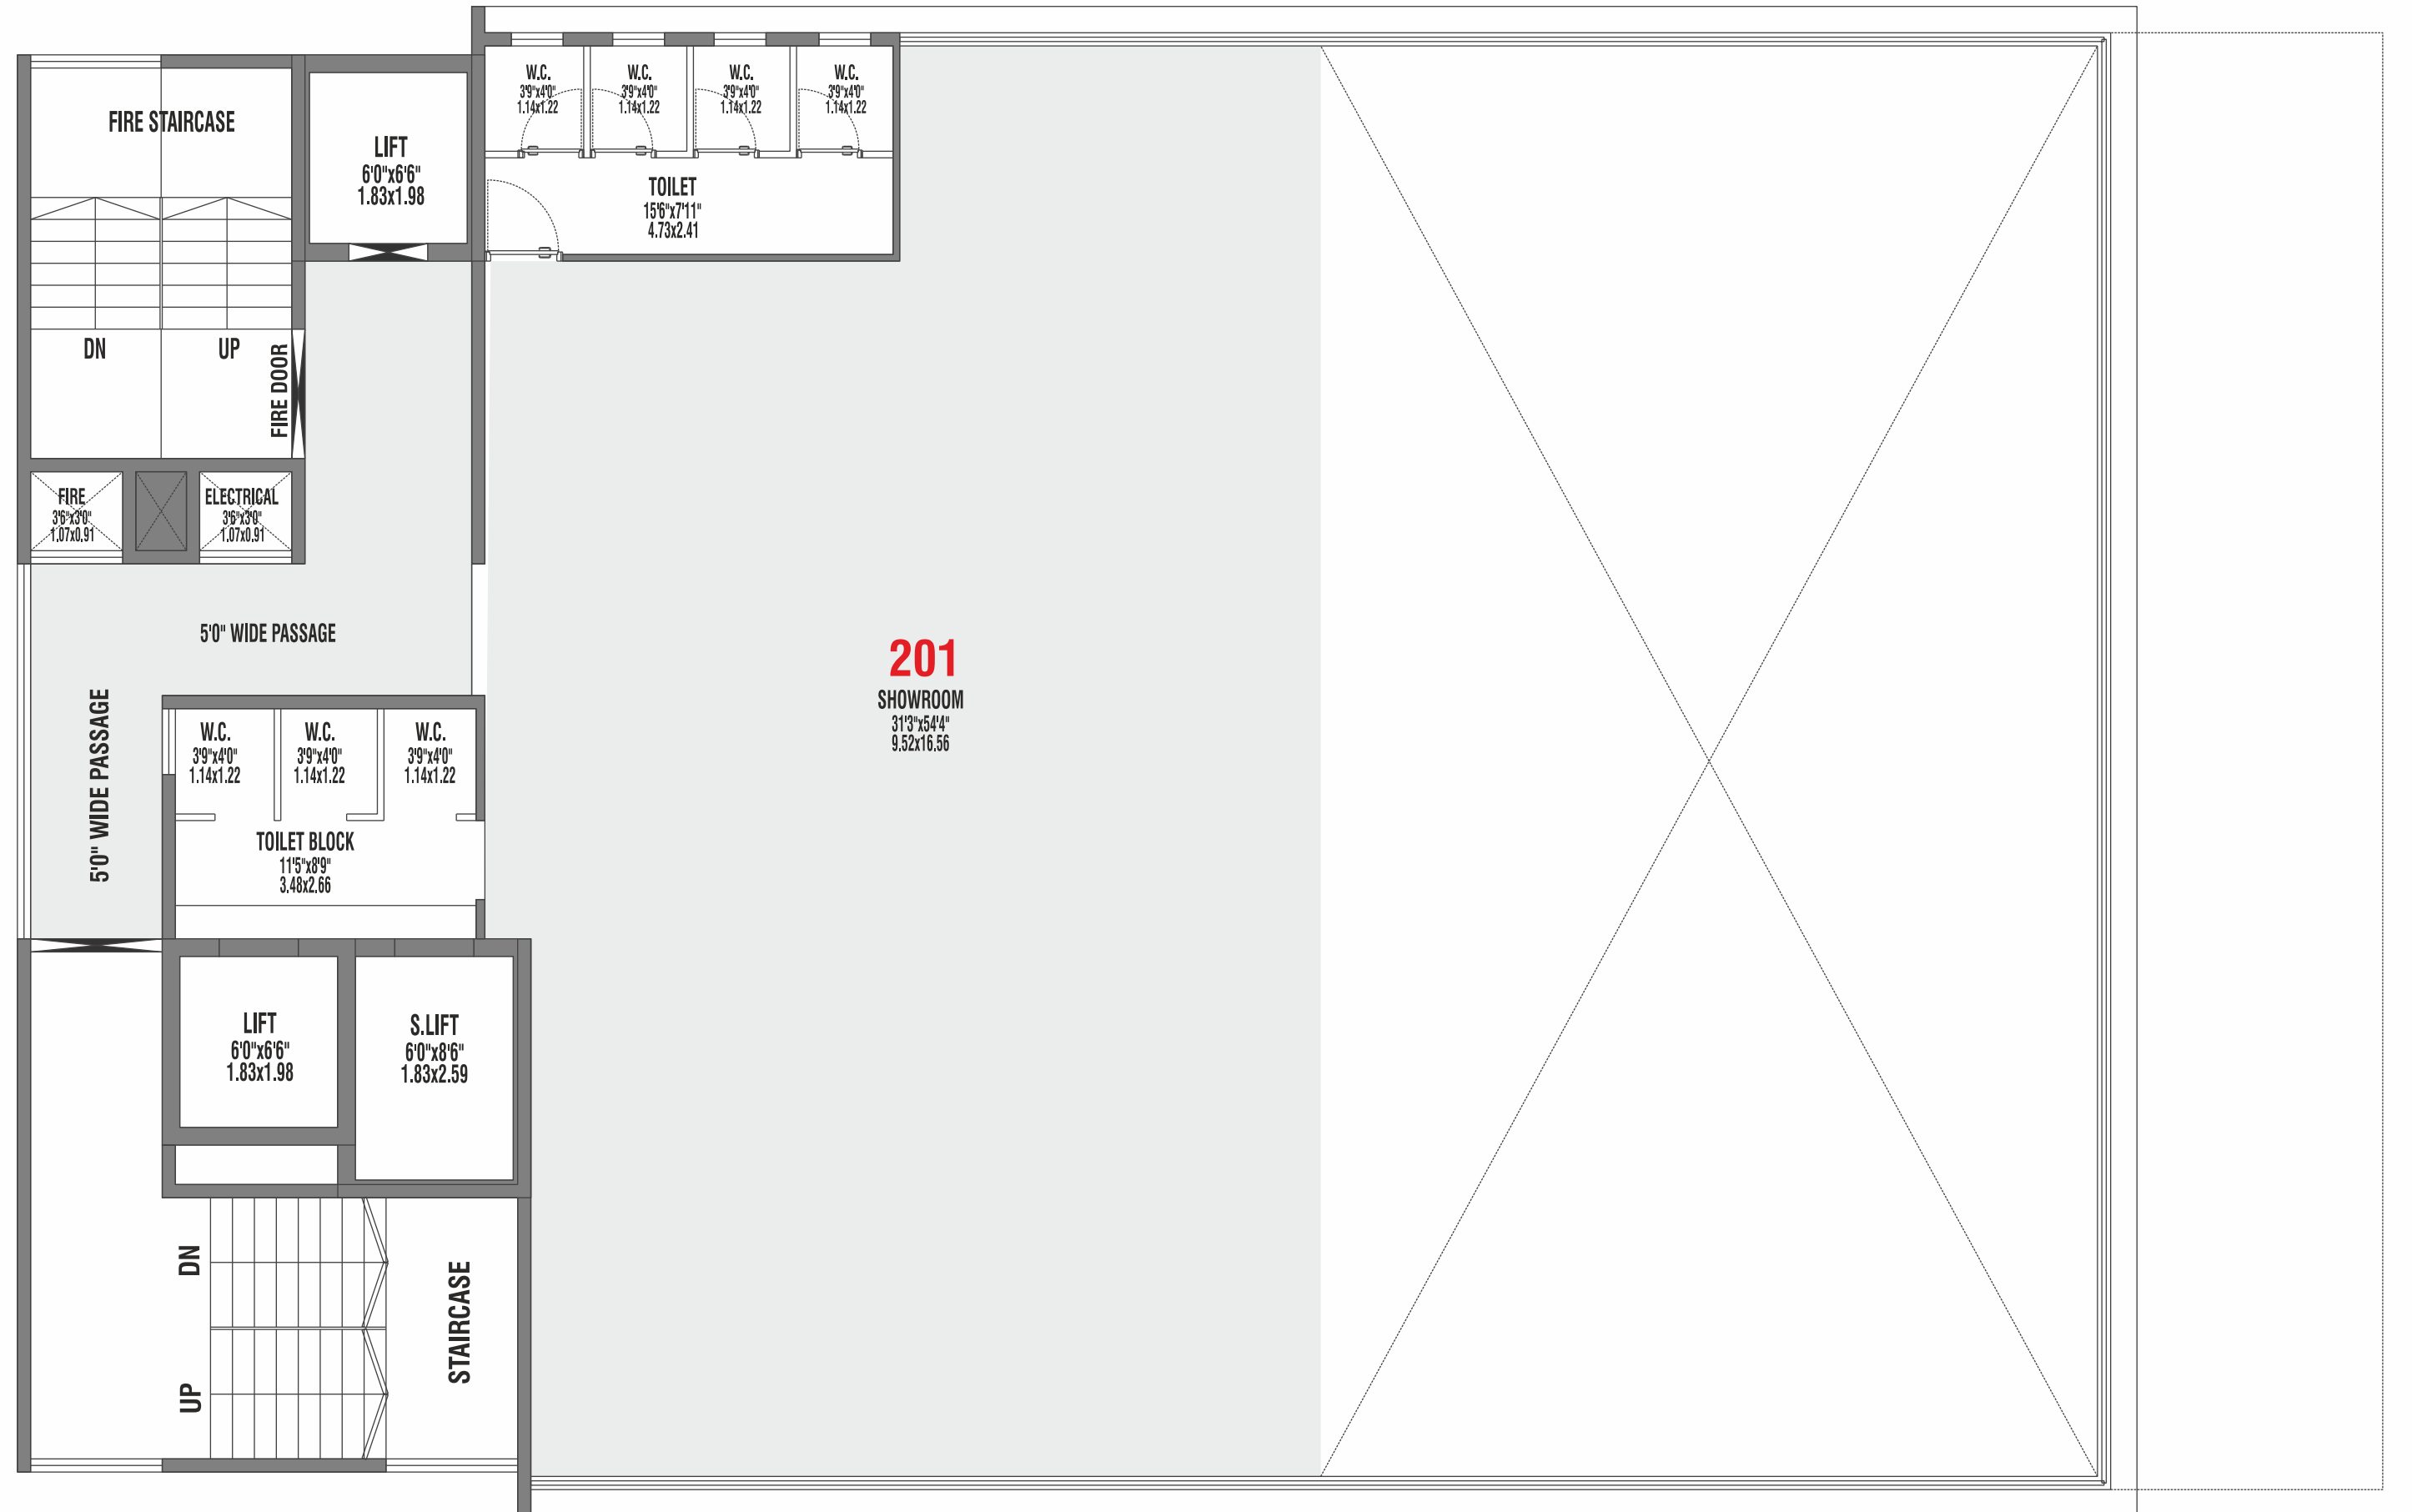 FIRE STAIRCASE
DN
UP
FIRE DOOR
LIFT
6'0"x6'6"
1.83x1.98
W.C.
3'9"x4'0"
1.14x1.22
W.C.
3'9"x4'0"
1.14x1.22
W.C.
3'9"x4'0"
1.14x1.22
W.C.
3'9"x4'0"
1.14x1.22
TOILET
15'6"x7'11"
4.73x2.41
FIRE
3'6"x3'0"
1.07x0.91
ELECTRICAL
3'6"x3'0"
1.07x0.91
5'0" WIDE PASSAGE
5'0" WIDE PASSAGE
201
SHOWROOM
31'3"x54'4"
9.52x16.56
W.C.
3'9"x4'0"
1.14x1.22
W.C.
3'9"x4'0"
1.14x1.22
W.C.
3'9"x4'0"
1.14x1.22
TOILET BLOCK
11'5"x8'9"
3.48x2.66
LIFT
6'0"x6'6"
1.83x1.98
S.LIFT
6'0"x8'6"
1.83x2.59
DN
UP
STAIRCASE